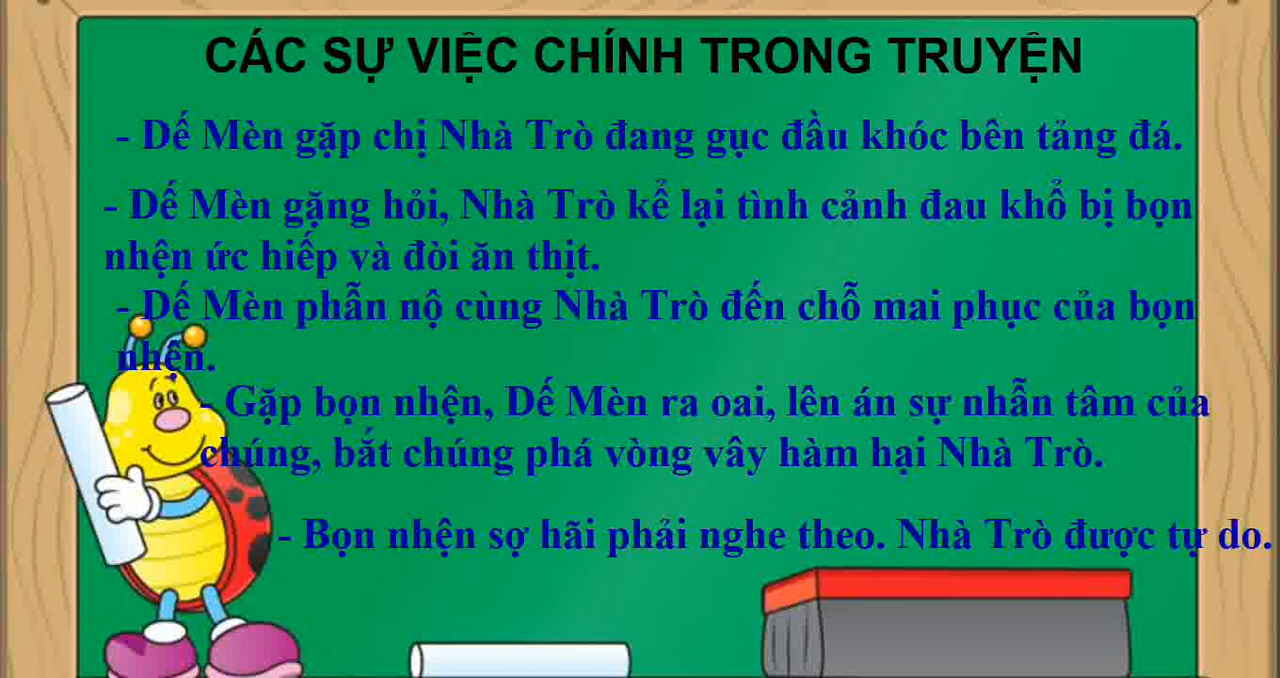 CÁC SỰ VIỆC CHÍNH TRONG TRUYỆN
- Dế Mèn gặp chị Nhà Trò đang gục đầu khóc bên tảng đá.
- Dế Mèn gặng hỏi, Nhà Trò kể lại tình cảnh đau khổ bị bọn
nhện ức hiếp và đòi ăn thịt.
- Dế Mèn phẫn nộ cùng Nhà Trò đến chỗ mai phục của bọn
nhện.
- Gặp bọn nhện, Dế Mèn ra oai, lên án sự nhẫn tâm của
chúng, bắt chúng phá vòng vây hàm hại Nhà Trò.
- Bọn nhện sợ hãi phải nghe theo. Nhà Trò được tự do.